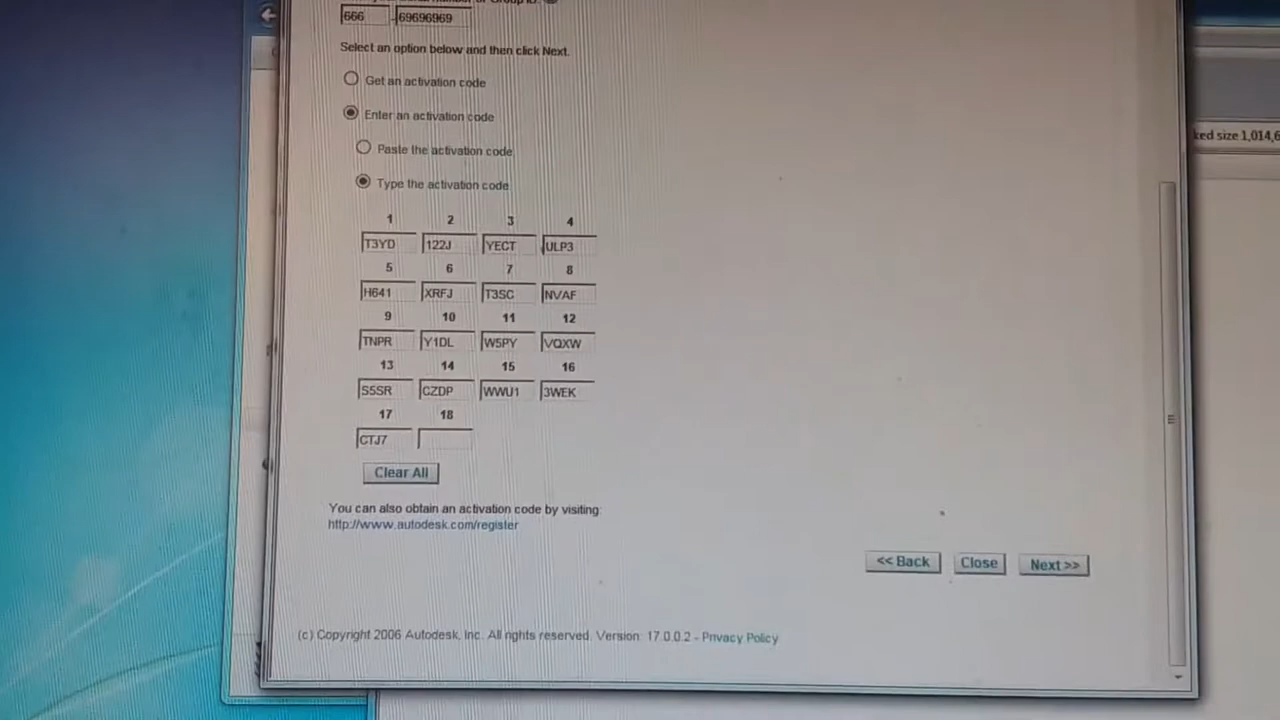 666 - 69696969
Select an option below and then click Next.
Get an activation code
Enter an activation code
Paste the activation code
Type the activation code
1 2 3 4
T3YD 122J YECT ULP3
5 6 7 8
H641 XRFJ T3SC NVAF
9 10 11 12
TNPR Y1DL W5PY VQXW
13 14 15 16
SSSR CZDP WWU1 3WEK
17 18
CTJ7
Clear All
You can also obtain an activation code by visiting:
http://www.autodesk.com/register
<< Back Close Next >>
(c) Copyright 2006 Autodesk, Inc. All rights reserved. Version: 17.0.0.2 - Privacy Policy
size 1,014,6